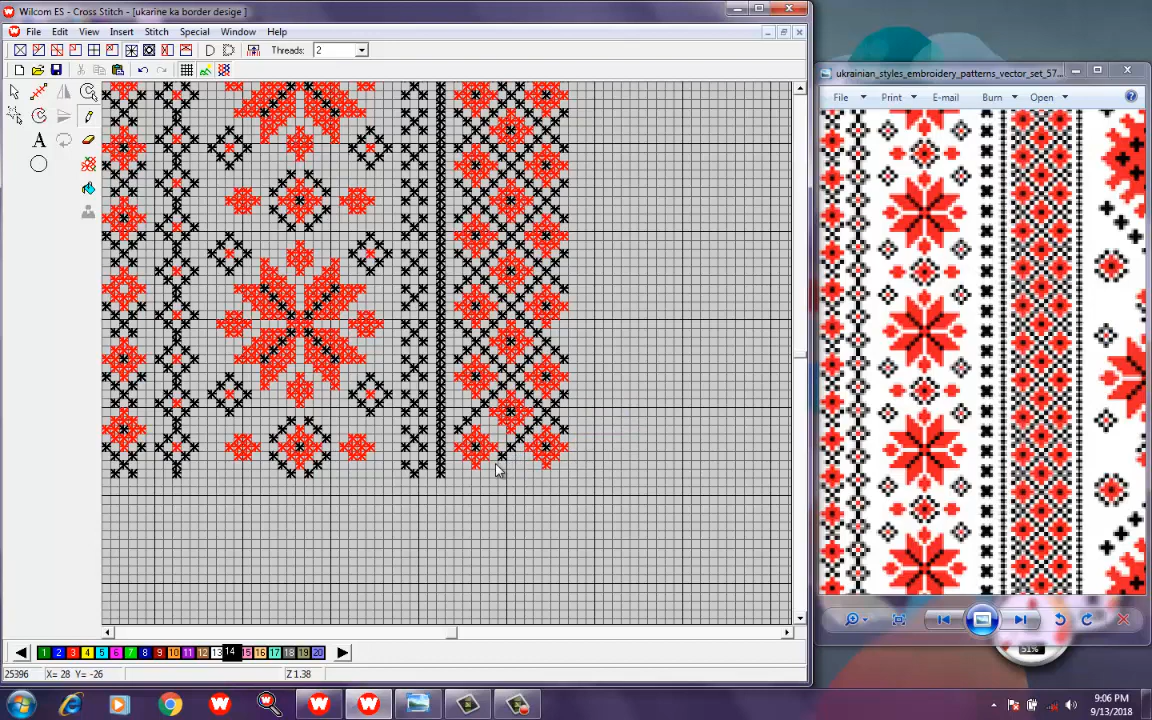 Wilcom ES - Cross Stitch - [ukarine ka border desige ]
File Edit View Insert Stitch Special Window Help
Threads: 2
A
1 2 3 4 5 6 7 8 9 10 11 12 13 14 15 16 17 18 19 20
25396 X= 28 Y= -26 Z 1.38
ukrainian_styles_embroidery_patterns_vector_set_57...
File Print E-mail Burn Open
51%
9:06 PM
9/13/2018